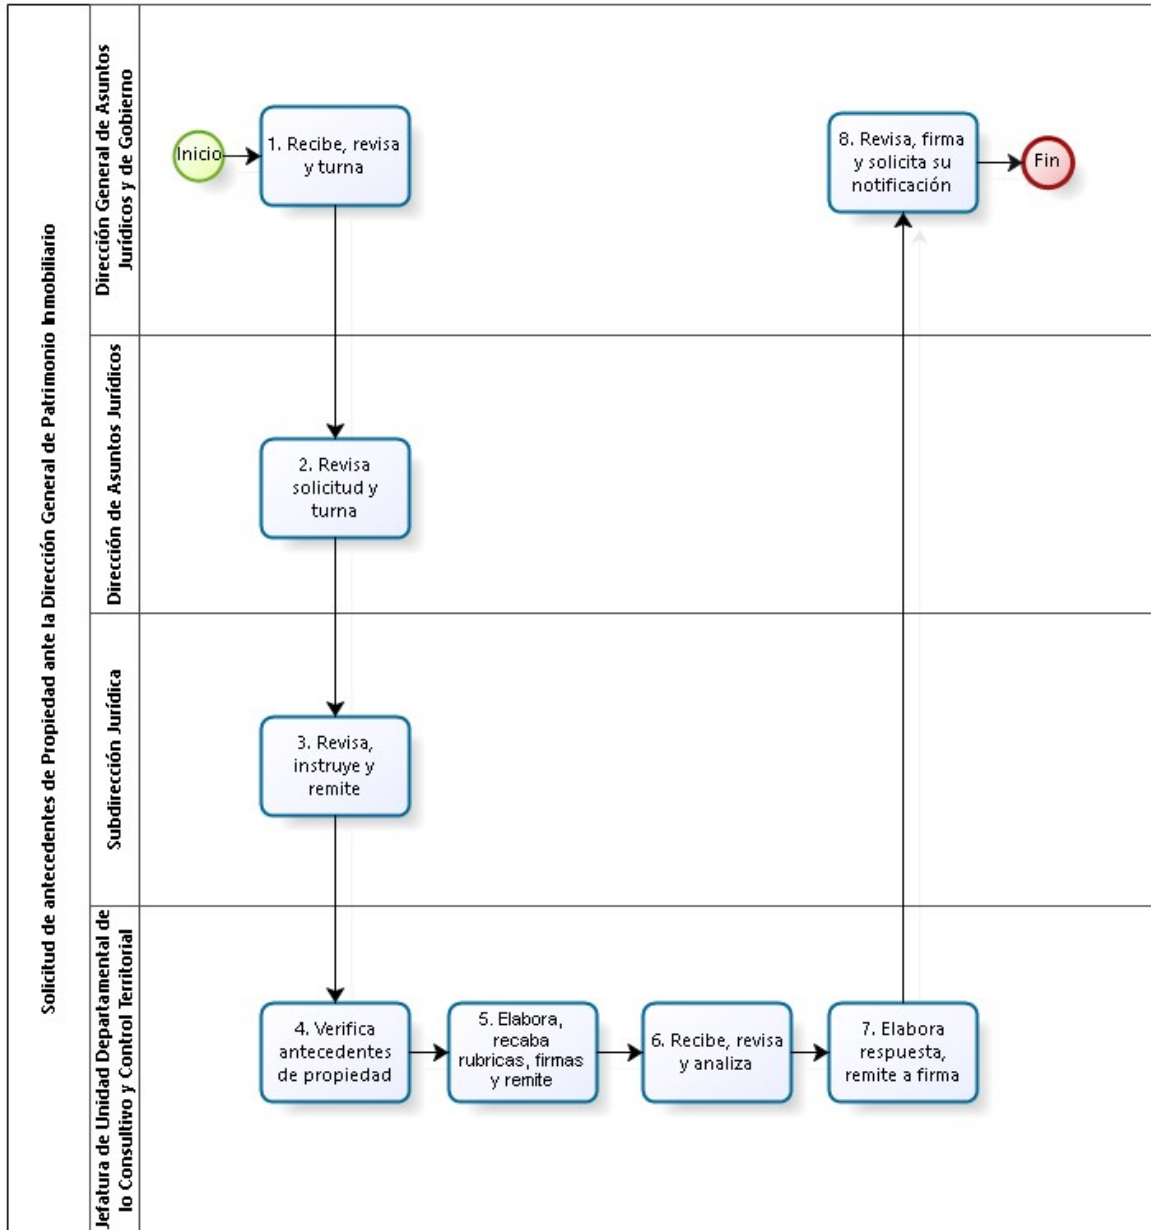 Solicitud de antecedentes de Propiedad ante la Dirección General de Patrimonio Inmobiliario
Dirección General de Asuntos
Jurídicos y de Gobierno
Inicio
1. Recibe, revisa
y turna
8. Revisa, firma
y solicita su
notificación
Fin
Dirección de Asuntos Jurídicos
2. Revisa
solicitud y
turna
Subdirección Jurídica
3. Revisa,
instruye y
remite
Jefatura de Unidad Departamental de
lo Consultivo y Control Territorial
4. Verifica
antecedentes
de propiedad
5. Elabora,
recaba
rubricas, firmas
y remite
6. Recibe, revisa
y analiza
7. Elabora
respuesta,
remite a firma